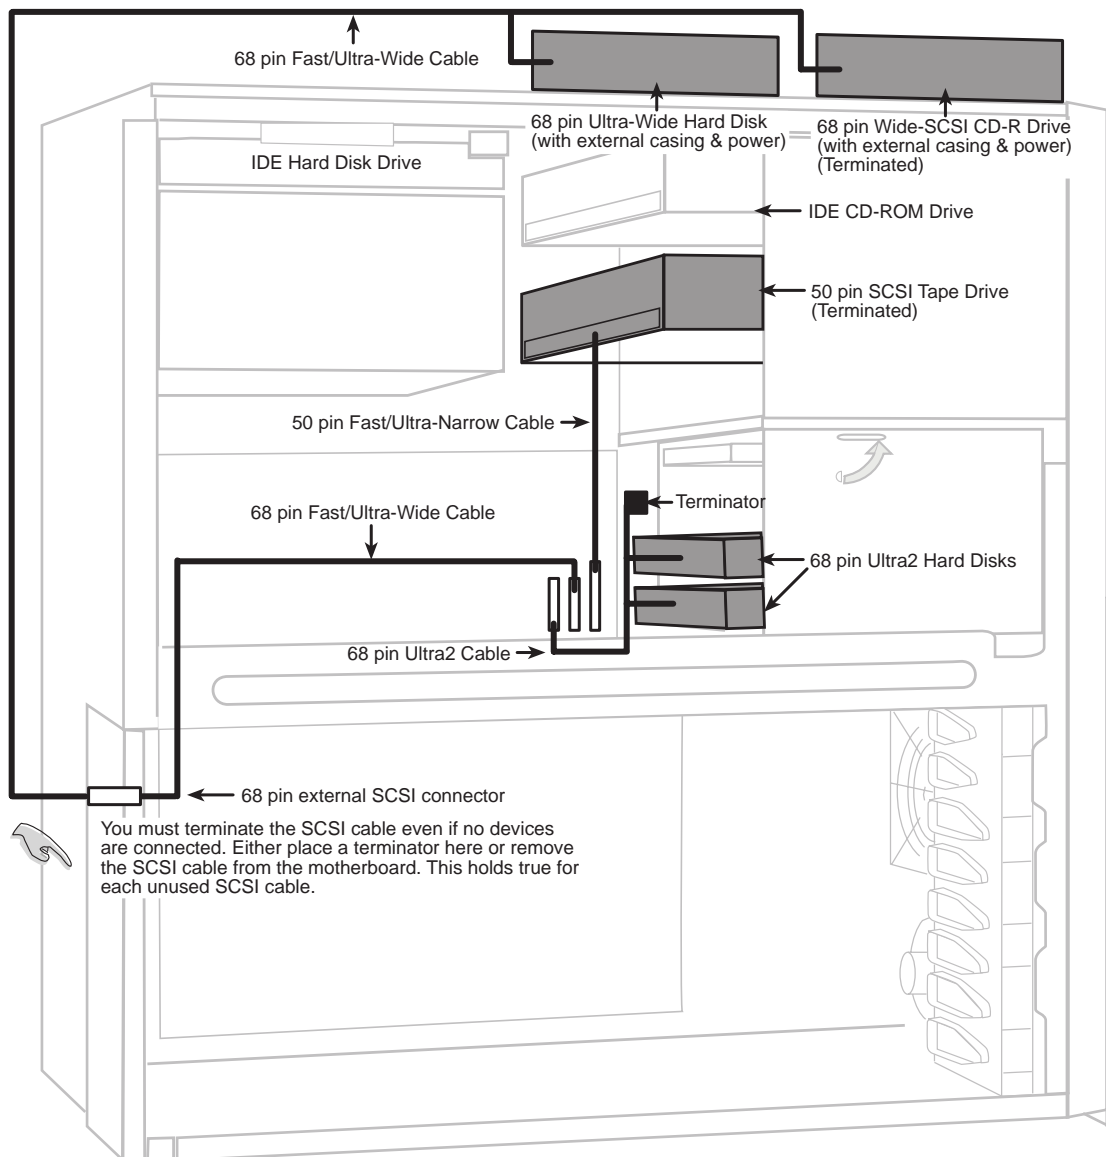 68 pin Fast/Ultra-Wide Cable
68 pin Ultra-Wide Hard Disk
(with external casing & power)
68 pin Wide-SCSI CD-R Drive
(with external casing & power)
(Terminated)
IDE Hard Disk Drive
IDE CD-ROM Drive
50 pin SCSI Tape Drive
(Terminated)
50 pin Fast/Ultra-Narrow Cable
Terminator
68 pin Fast/Ultra-Wide Cable
68 pin Ultra2 Hard Disks
68 pin Ultra2 Cable
68 pin external SCSI connector
You must terminate the SCSI cable even if no devices
are connected. Either place a terminator here or remove
the SCSI cable from the motherboard. This holds true for
each unused SCSI cable.